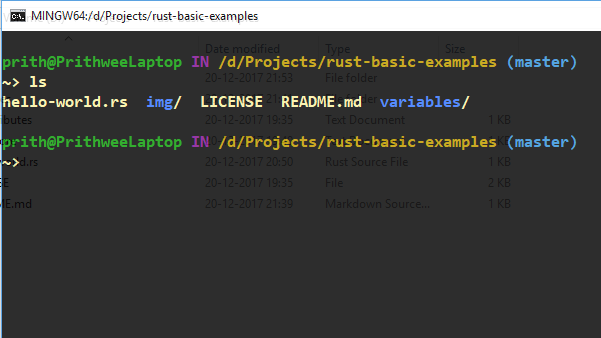 MINGW64:/d/Projects/rust-basic-examples
Date modified Type Size
prith@PrithweeLaptop IN /d/Projects/rust-basic-examples (master)
20-12-2017 21:53 File folder
~> ls
hello-world.rs img/ LICENSE README.md variables/
ibutes 20-12-2017 19:35 Text Document 1 KB
prith@PrithweeLaptop IN /d/Projects/rust-basic-examples (master)
~>
d.rs 20-12-2017 20:50 Rust Source File 1 KB
E 20-12-2017 19:35 File 2 KB
ME.md 20-12-2017 21:39 Markdown Source... 1 KB